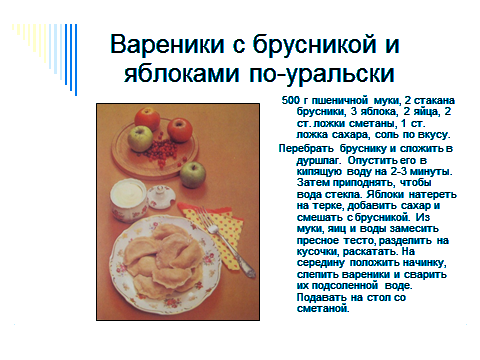 Вареники с брусникой и
яблоками по-уральски
500 г пшеничной муки, 2 стакана
брусники, 3 яблока, 2 яйца, 2
ст. ложки сметаны, 1 ст.
ложка сахара, соль по вкусу.
Перебрать бруснику и сложить в
дуршлаг. Опустить его в
кипящую воду на 2-3 минуты.
Затем приподнять, чтобы
вода стекла. Яблоки натереть
на терке, добавить сахар и
смешать с брусникой. Из
муки, яиц и воды замесить
пресное тесто, разделить на
кусочки, раскатать. На
середину положить начинку,
слепить вареники и сварить
их подсоленной воде.
Подавать на стол со
сметаной.